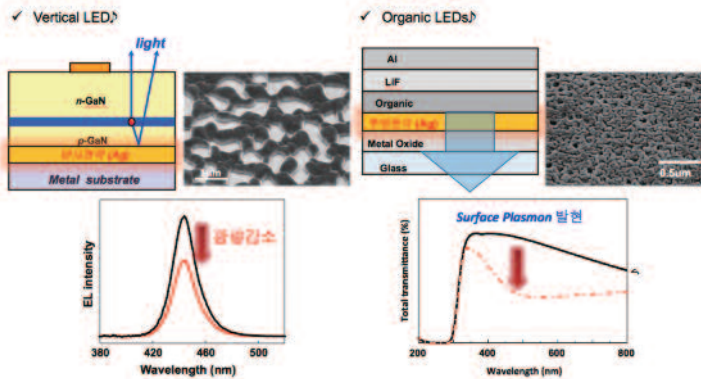 ✓ Vertical LED♪
light
n-GaN
p-GaN
Metal substrate
✓ Organic LEDs♪
Al
LiF
Organic
(Ag)
Metal Oxide
Glass
0.5um
EL intensity
광량감소
380 420 460 500
Wavelength (nm)
Surface Plasmon 발현
Total transmittance (%)
200 400 600 800
Wavelength (nm)